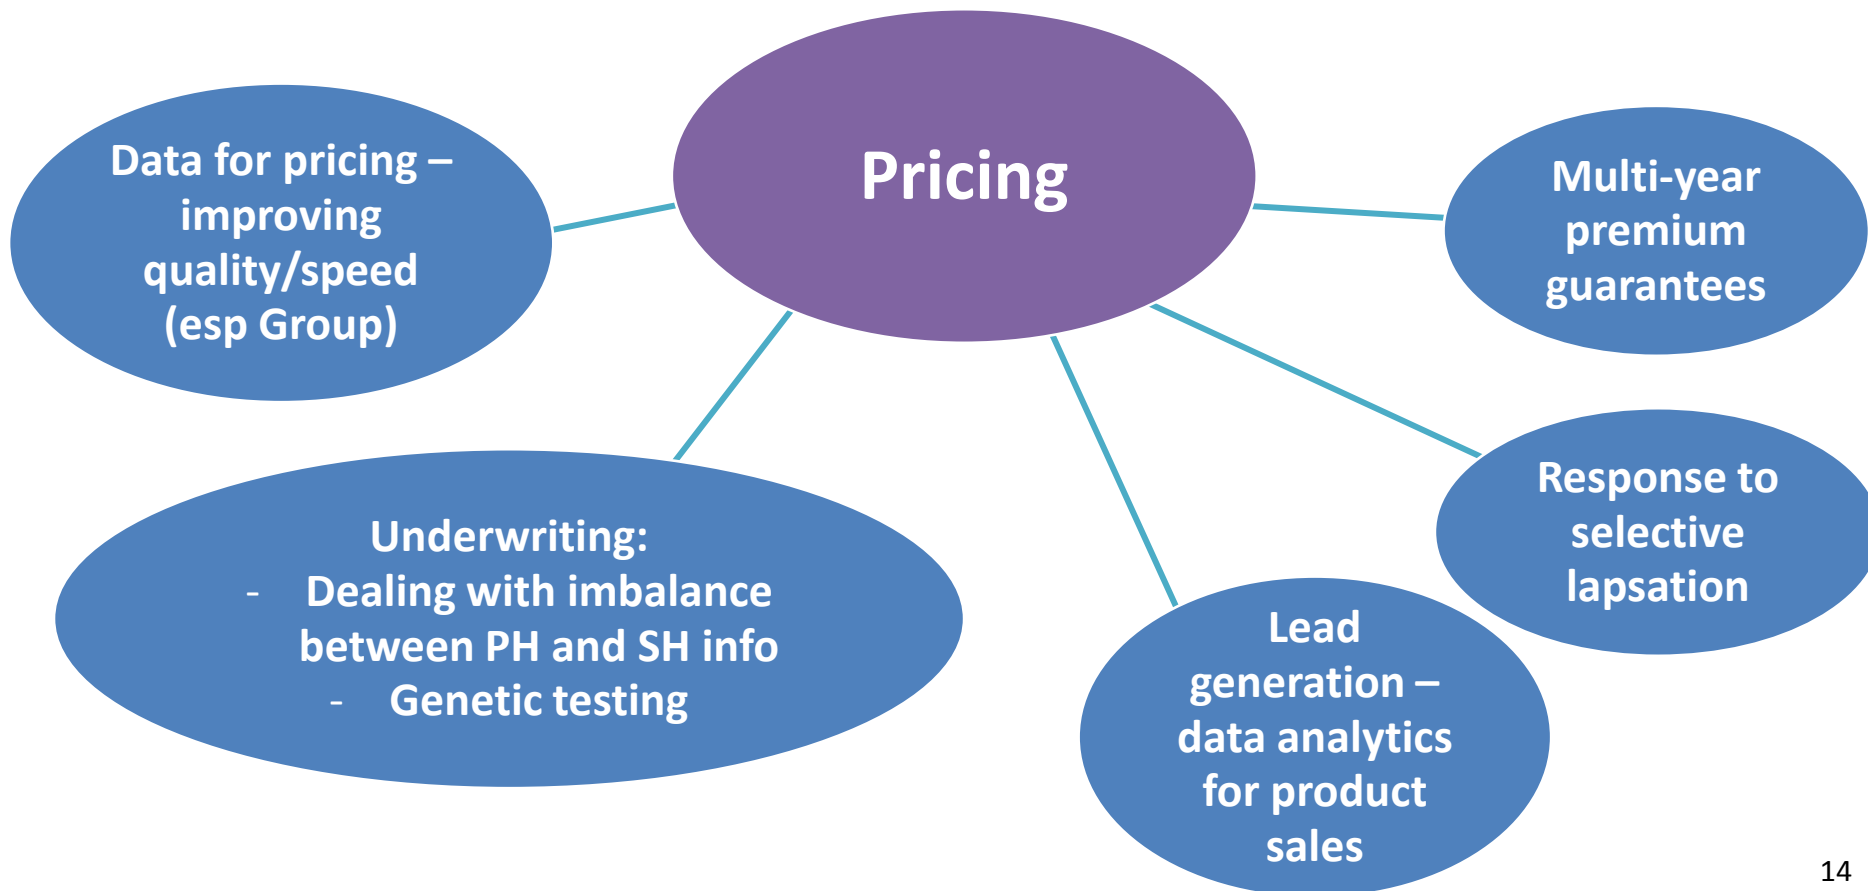 Pricing
Data for pricing –
improving
quality/speed
(esp Group)
Multi-year
premium
guarantees
Underwriting:
- Dealing with imbalance
between PH and SH info
- Genetic testing
Response to
selective
lapsation
Lead
generation –
data analytics
for product
sales
14